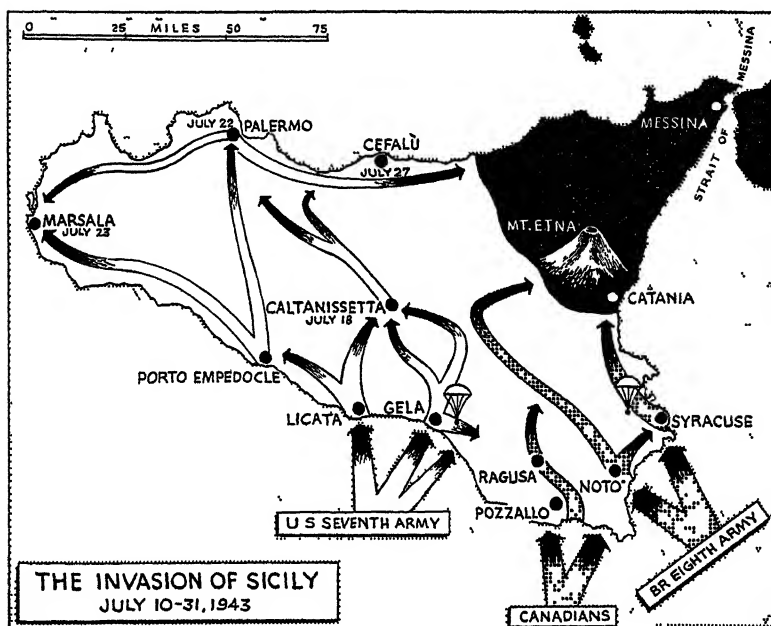 0 25 MILES 50 75
MESSINA
STRAIT OF
MESSINA
JULY 22
PALERMO
CEFALÙ
JULY 27
MARSALA
JULY 23
MT. ETNA
CATANIA
CALTANISSETTA
JULY 18
PORTO EMPEDOCLE
LICATA
GELA
SYRACUSE
RAGUSA
NOTO
POZZALLO
U S SEVENTH ARMY
BR EIGHTH ARMY
CANADIANS
THE INVASION OF SICILY
JULY 10-31, 1943